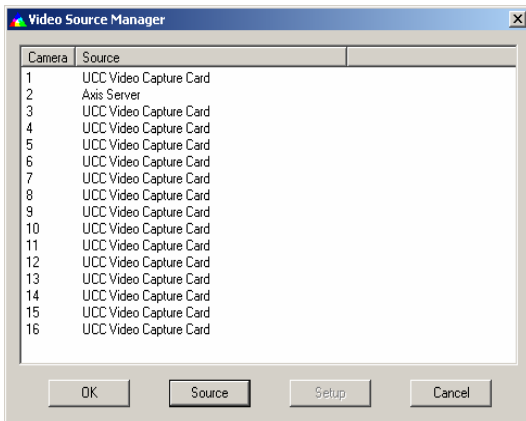 Video Source Manager
Camera Source
1 UCC Video Capture Card
2 Axis Server
3 UCC Video Capture Card
4 UCC Video Capture Card
5 UCC Video Capture Card
6 UCC Video Capture Card
7 UCC Video Capture Card
8 UCC Video Capture Card
9 UCC Video Capture Card
10 UCC Video Capture Card
11 UCC Video Capture Card
12 UCC Video Capture Card
13 UCC Video Capture Card
14 UCC Video Capture Card
15 UCC Video Capture Card
16 UCC Video Capture Card
OK Source Setup Cancel